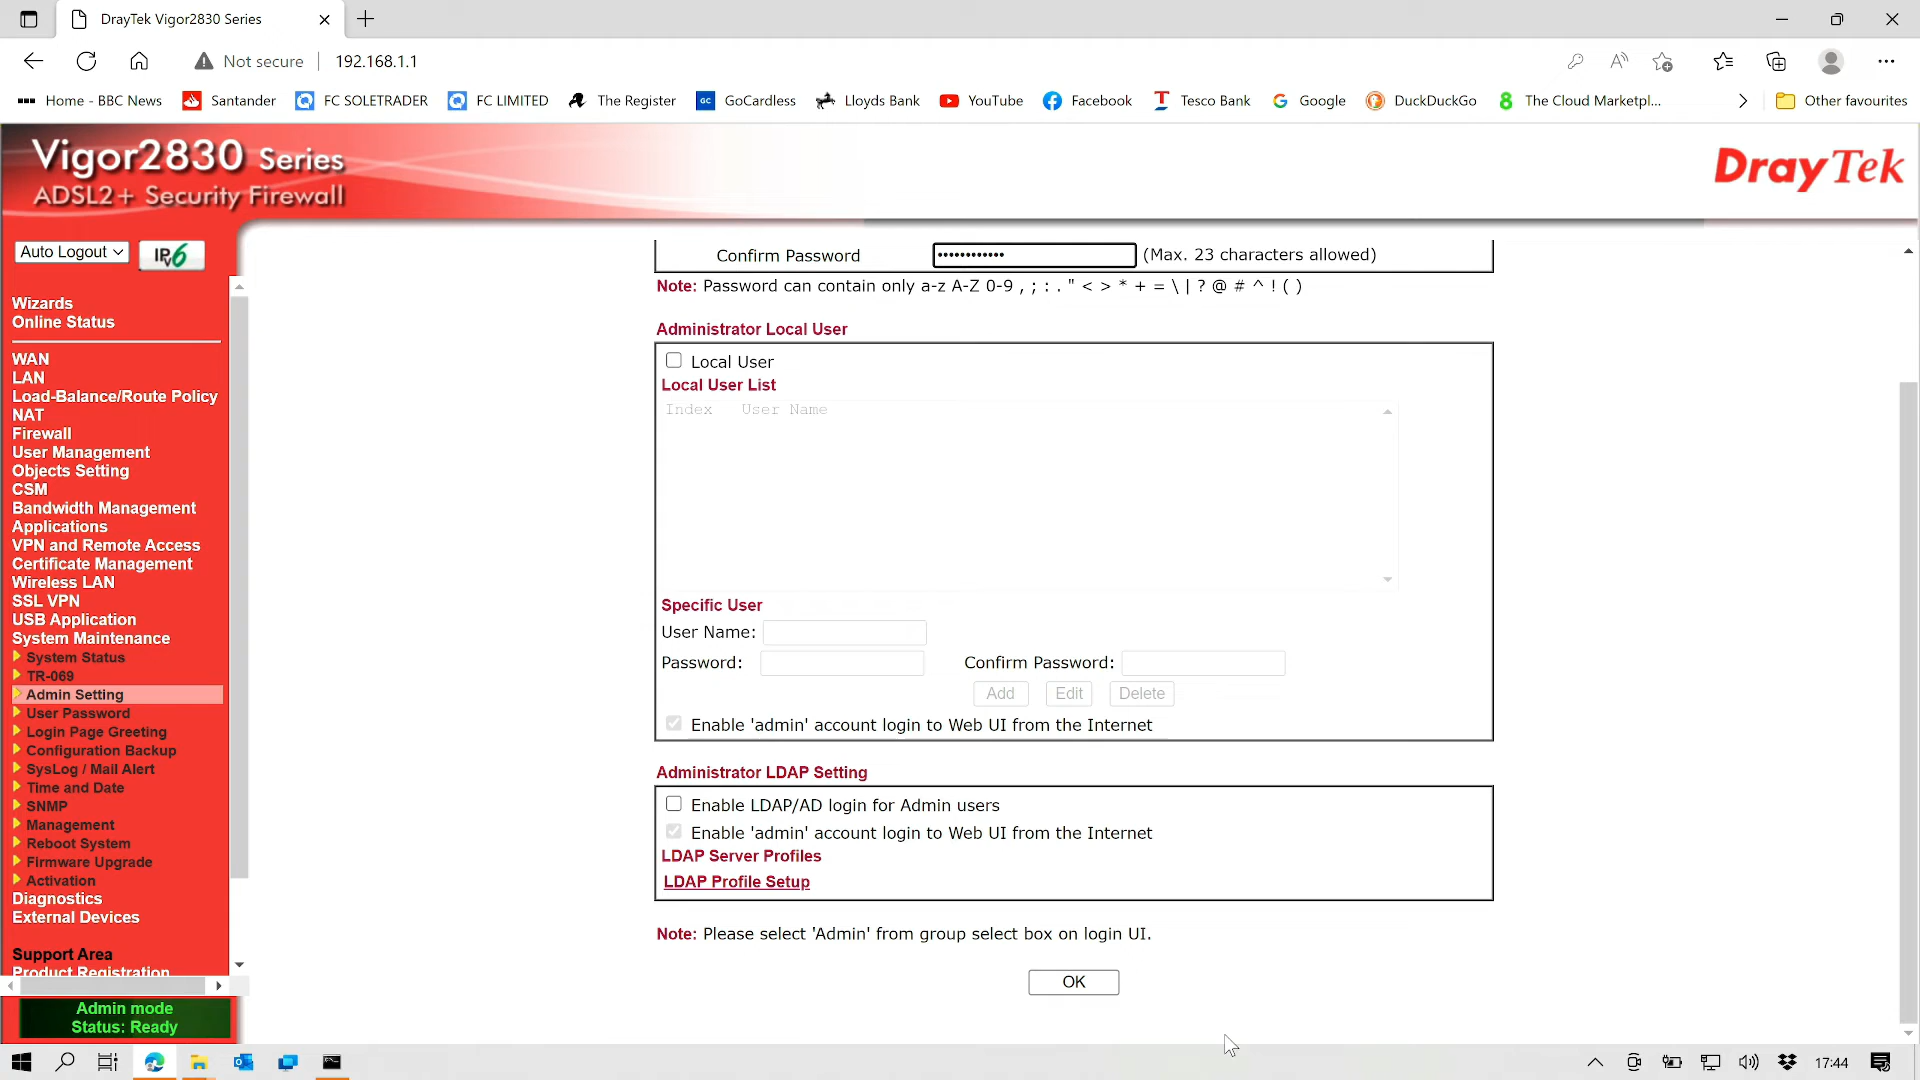 DrayTek Vigor2830 Series
Not secure
192.168.1.1
Home - BBC News
Santander
FC SOLETRADER
FC LIMITED
The Register
GoCardless
Lloyds Bank
YouTube
Facebook
Tesco Bank
Google
DuckDuckGo
The Cloud Marketpl...
Other favourites
Vigor2830 Series
ADSL2+ Security Firewall
DrayTek
Auto Logout
IPv6
Wizards
Online Status
WAN
LAN
Load-Balance/Route Policy
NAT
Firewall
User Management
Objects Setting
CSM
Bandwidth Management
Applications
VPN and Remote Access
Certificate Management
Wireless LAN
SSL VPN
USB Application
System Maintenance
System Status
TR-069
Admin Setting
User Password
Login Page Greeting
Configuration Backup
SysLog / Mail Alert
Time and Date
SNMP
Management
Reboot System
Firmware Upgrade
Activation
Diagnostics
External Devices
Support Area
Product Registration
Admin mode
Status: Ready
Confirm Password •••••••••••• (Max. 23 characters allowed)
Note: Password can contain only a-z A-Z 0-9 , ; : . " < > * + = \ | ? @ # ^ ! ( )
Administrator Local User
Local User
Local User List
Index User Name
Specific User
User Name:
Password: Confirm Password:
Add Edit Delete
Enable 'admin' account login to Web UI from the Internet
Administrator LDAP Setting
Enable LDAP/AD login for Admin users
Enable 'admin' account login to Web UI from the Internet
LDAP Server Profiles
LDAP Profile Setup
Note: Please select 'Admin' from group select box on login UI.
OK
17:44